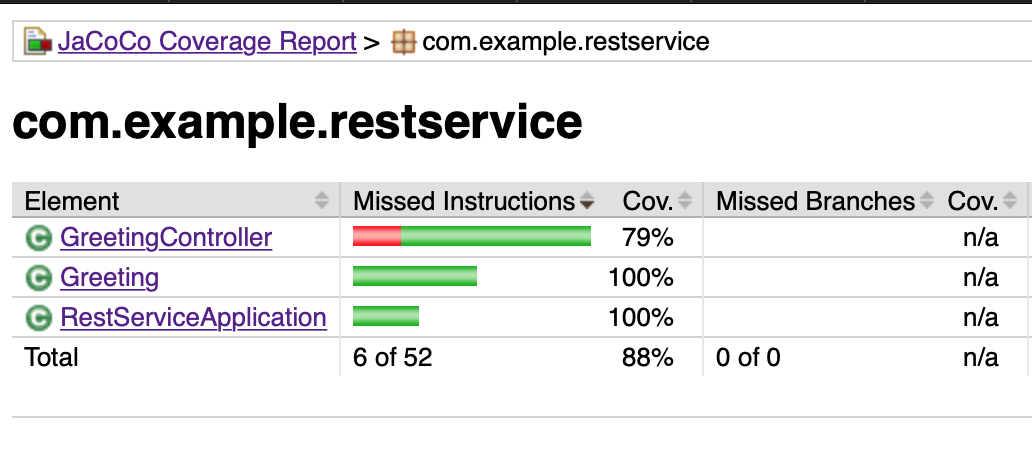 JaCoCo Coverage Report > com.example.restservice
com.example.restservice
Element Missed Instructions Cov. Missed Branches Cov.
C GreetingController 79% n/a
C Greeting 100% n/a
C RestServiceApplication 100% n/a
Total 6 of 52 88% 0 of 0 n/a